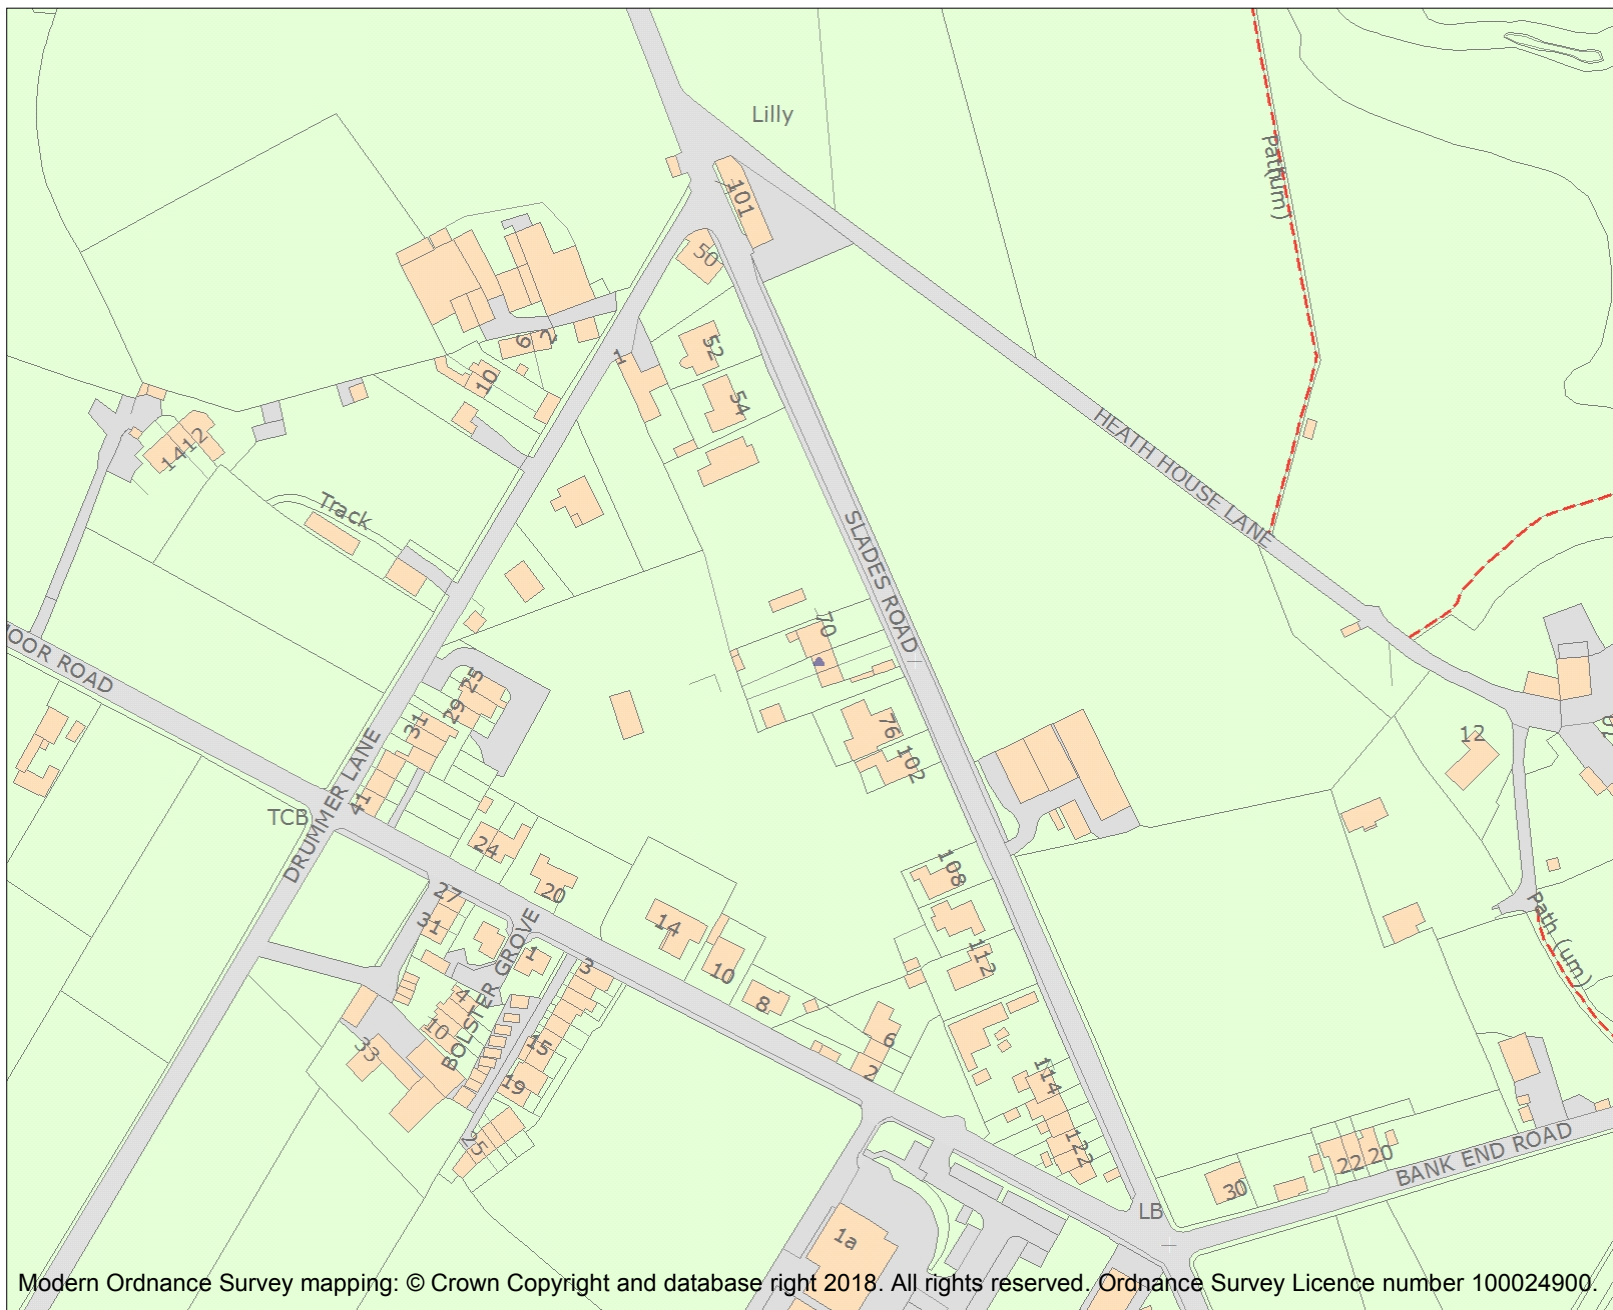 Lilly
Path
(um)
101
50
52
6
2
1
10
54
HEATH HOUSE LANE
1412
Track
SLADES ROAD
70
OOR ROAD
25
29
31
76
12
102
41
TCB
DRUMMER LANE
24
108
20
27
31
14
112
Path (um)
BOLSTER GROVE
1
3
10
8
4
10
15
6
33
19
2
114
25
122
22
20
BANK END ROAD
30
LB
1a
Modern Ordnance Survey mapping: © Crown Copyright and database right 2018. All rights reserved. Ordnance Survey Licence number 100024900.